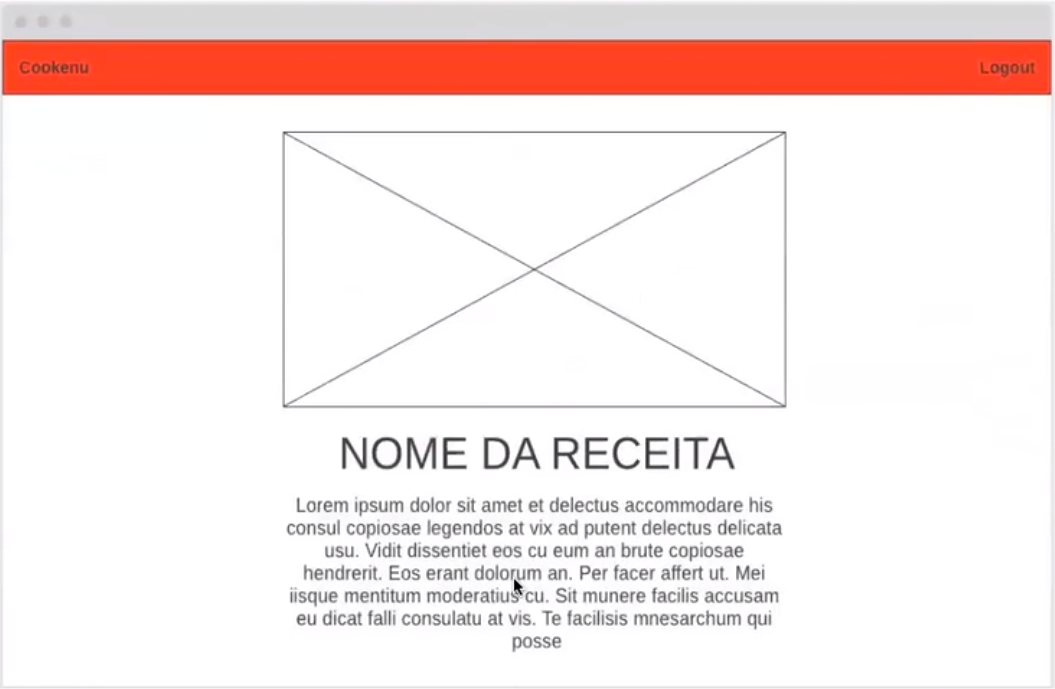 Cookenu
Logout
NOME DA RECEITA
Lorem ipsum dolor sit amet et delectus accommodare his
consul copiosae legendos at vix ad putent delectus delicata
usu. Vidit dissentiet eos cu eum an brute copiosae
hendrerit. Eos erant dolorum an. Per facer affert ut. Mei
iisque mentitum moderatius cu. Sit munere facilis accusam
eu dicat falli consulatu at vis. Te facilisis mnesarchum qui
posse